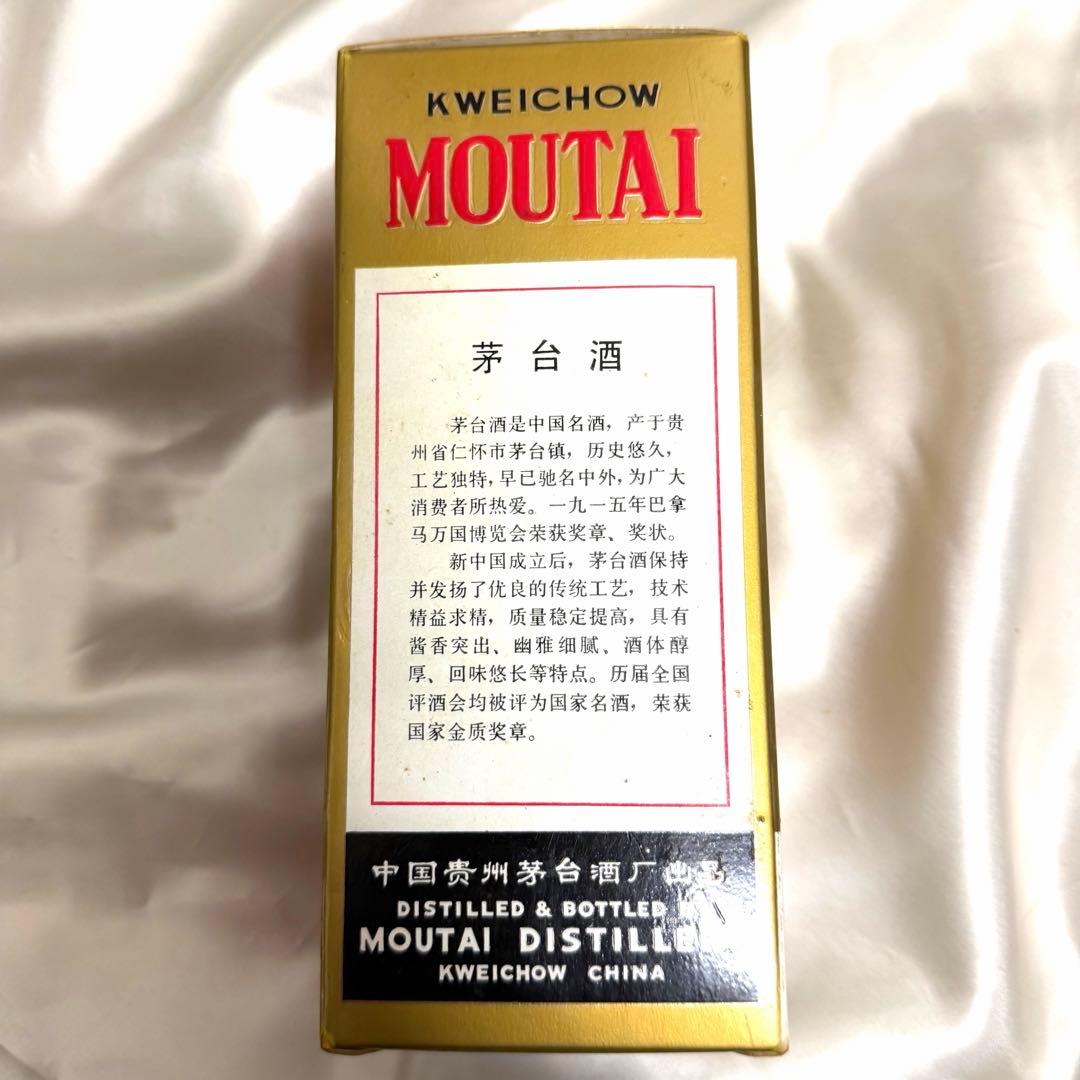 KWEICHOW
MOUTAI
茅台酒
茅台酒是中国名酒，产于贵
州省仁怀市茅台镇，历史悠久，
工艺独特，早已驰名中外，为广大
消费者所热爱。一九一五年巴拿
马万国博览会荣获奖章、奖状。
新中国成立后，茅台酒保持
并发扬了优良的传统工艺，技术
精益求精，质量稳定提高，具有
酱香突出、幽雅细腻、酒体醇
厚、回味悠长等特点。历届全国
评酒会均被评为国家名酒，荣获
国家金质奖章。
中国贵州茅台酒厂出品
DISTILLED & BOTTLED
MOUTAI
KWEICHOW CHINA